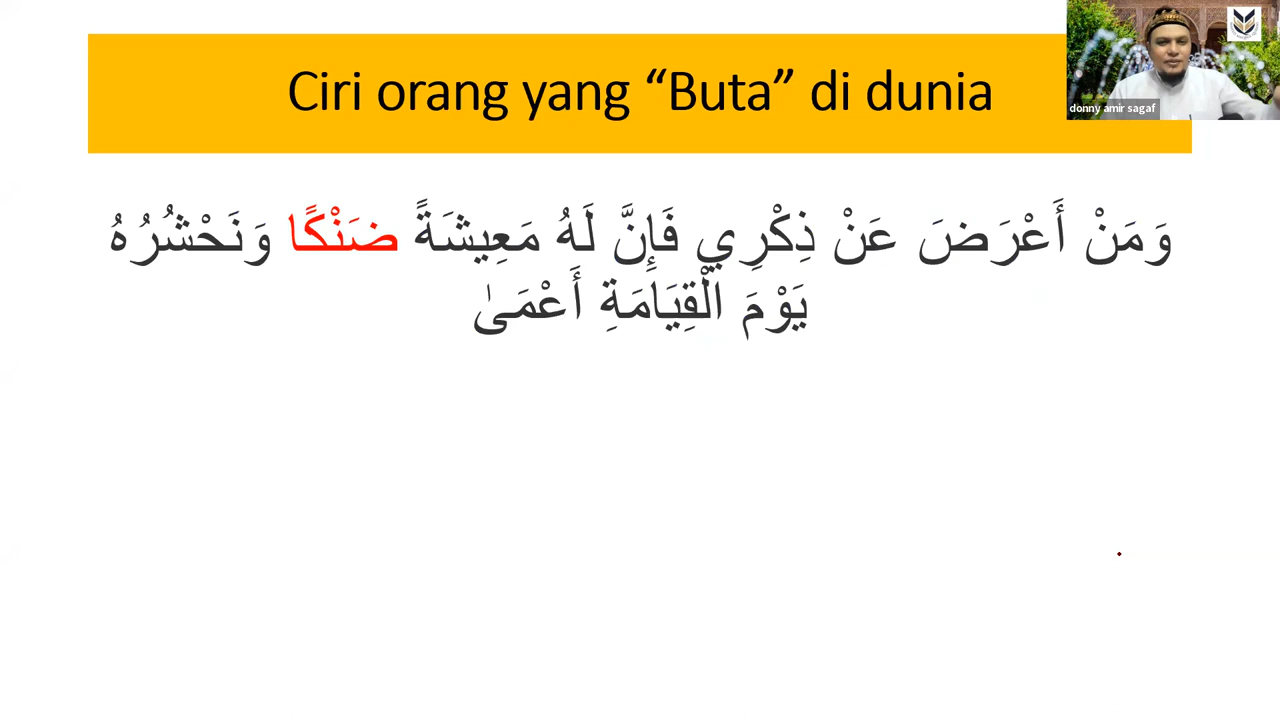 Ciri orang yang “Buta” di dunia
donny amir sagaf
وَمَنْ أَعْرَضَ عَنْ ذِكْرِي فَإِنَّ لَهُ مَعِيشَةً ضَنْكًا وَنَحْشُرُهُ
يَوْمَ الْقِيَامَةِ أَعْمَىٰ